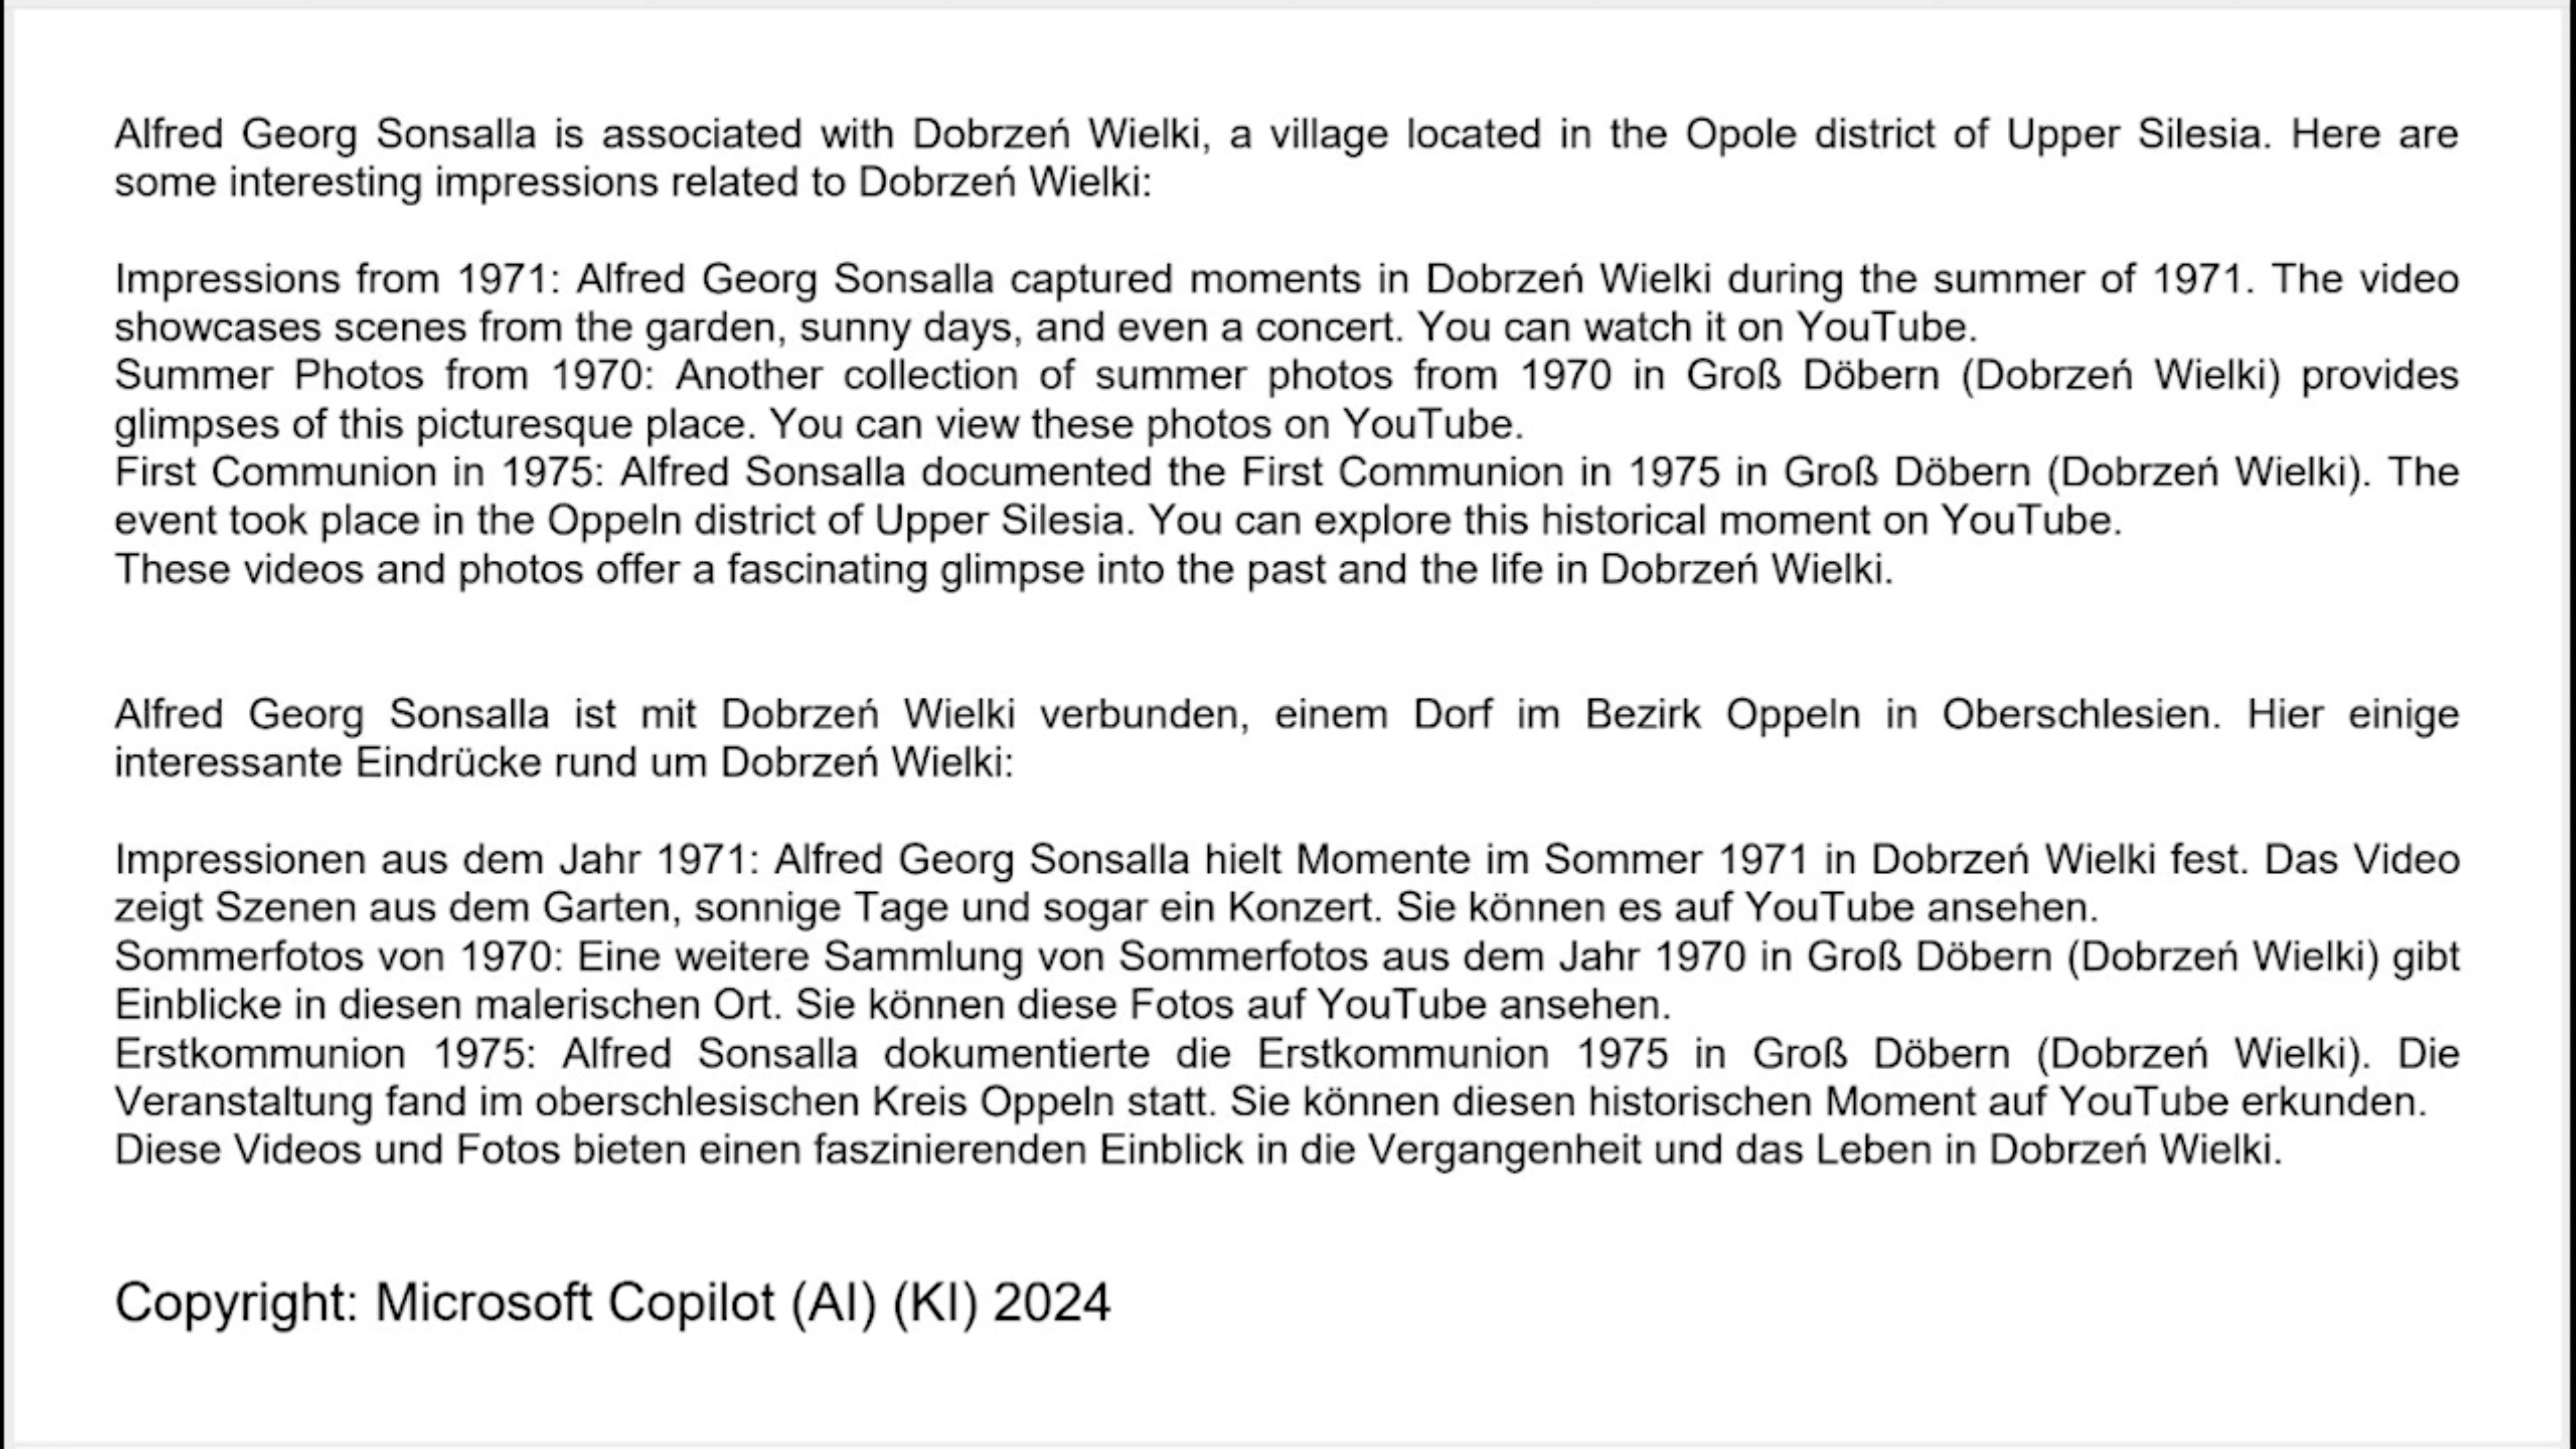 Alfred Georg Sonsalla is associated with Dobrzeń Wielki, a village located in the Opole district of Upper Silesia. Here are
some interesting impressions related to Dobrzeń Wielki:
Impressions from 1971: Alfred Georg Sonsalla captured moments in Dobrzeń Wielki during the summer of 1971. The video
showcases scenes from the garden, sunny days, and even a concert. You can watch it on YouTube.
Summer Photos from 1970: Another collection of summer photos from 1970 in Groß Döbern (Dobrzeń Wielki) provides
glimpses of this picturesque place. You can view these photos on YouTube.
First Communion in 1975: Alfred Sonsalla documented the First Communion in 1975 in Groß Döbern (Dobrzeń Wielki). The
event took place in the Oppeln district of Upper Silesia. You can explore this historical moment on YouTube.
These videos and photos offer a fascinating glimpse into the past and the life in Dobrzeń Wielki.
Alfred Georg Sonsalla ist mit Dobrzeń Wielki verbunden, einem Dorf im Bezirk Oppeln in Oberschlesien. Hier einige
interessante Eindrücke rund um Dobrzeń Wielki:
Impressionen aus dem Jahr 1971: Alfred Georg Sonsalla hielt Momente im Sommer 1971 in Dobrzeń Wielki fest. Das Video
zeigt Szenen aus dem Garten, sonnige Tage und sogar ein Konzert. Sie können es auf YouTube ansehen.
Sommerfotos von 1970: Eine weitere Sammlung von Sommerfotos aus dem Jahr 1970 in Groß Döbern (Dobrzeń Wielki) gibt
Einblicke in diesen malerischen Ort. Sie können diese Fotos auf YouTube ansehen.
Erstkommunion 1975: Alfred Sonsalla dokumentierte die Erstkommunion 1975 in Groß Döbern (Dobrzeń Wielki). Die
Veranstaltung fand im oberschlesischen Kreis Oppeln statt. Sie können diesen historischen Moment auf YouTube erkunden.
Diese Videos und Fotos bieten einen faszinierenden Einblick in die Vergangenheit und das Leben in Dobrzeń Wielki.
Copyright: Microsoft Copilot (AI) (KI) 2024